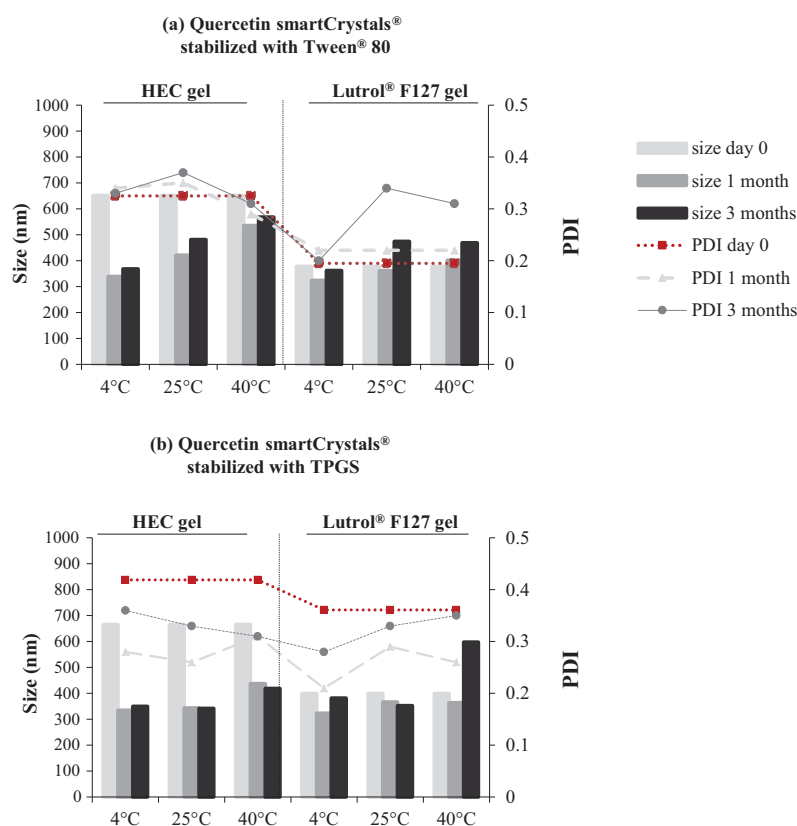 (a) Quercetin smartCrystals®
stabilized with Tween® 80
HEC gel
Lutrol® F127 gel
1000
900
800
700
600
500
400
300
200
100
0
Size (nm)
0.5
0.4
0.3
0.2
0.1
0
PDI
4°C 25°C 40°C 4°C 25°C 40°C
size day 0
size 1 month
size 3 months
PDI day 0
PDI 1 month
PDI 3 months
(b) Quercetin smartCrystals®
stabilized with TPGS
HEC gel
Lutrol® F127 gel
1000
900
800
700
600
500
400
300
200
100
0
Size (nm)
0.5
0.4
0.3
0.2
0.1
0
PDI
4°C 25°C 40°C 4°C 25°C 40°C